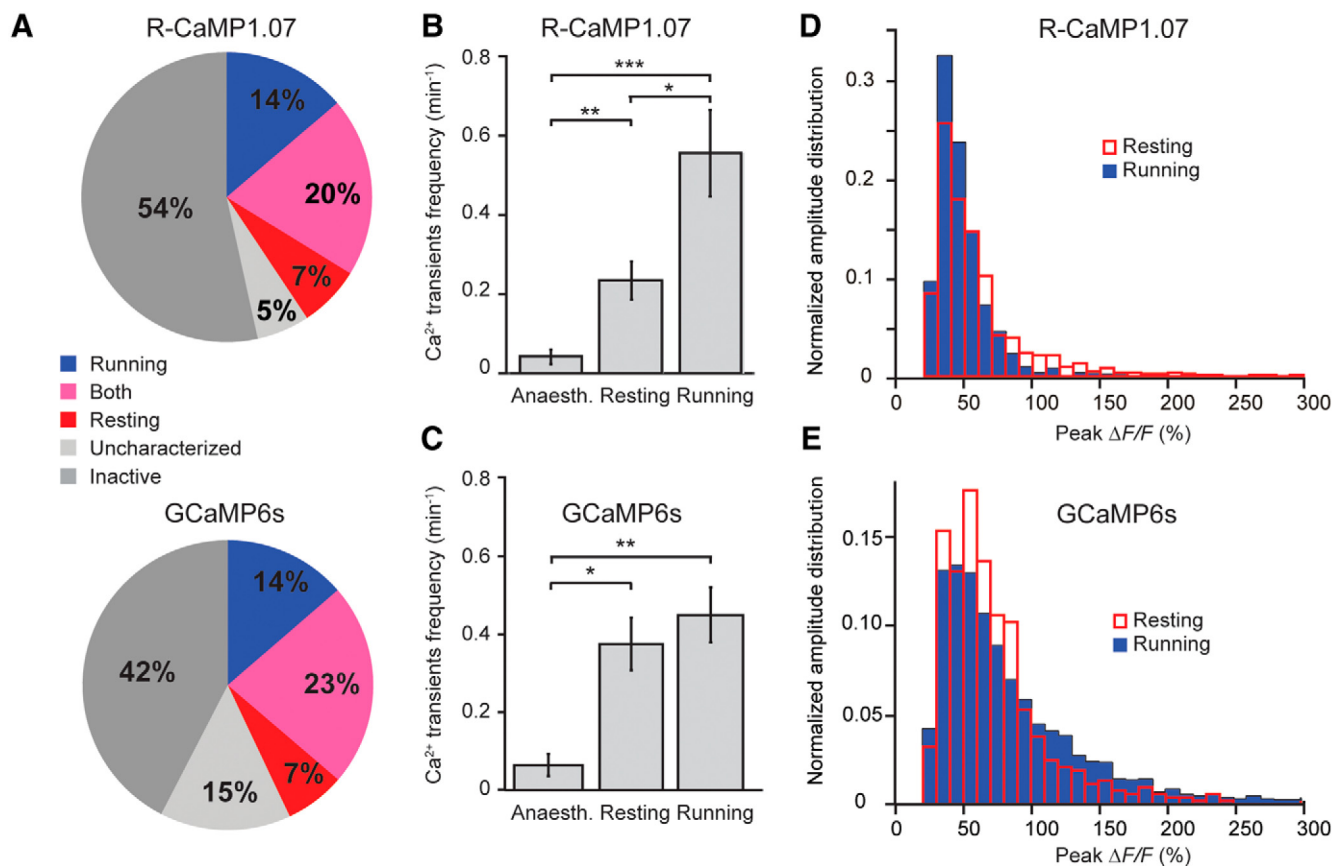 A
R-CaMP1.07
14%
20%
7%
5%
54%
Running
Both
Resting
Uncharacterized
Inactive
GCaMP6s
14%
23%
7%
15%
42%
B
R-CaMP1.07
Ca²⁺ transients frequency (min⁻¹)
0.8
0.6
0.4
0.2
0
***
*
**
Anaesth. Resting Running
C
GCaMP6s
Ca²⁺ transients frequency (min⁻¹)
0.8
0.6
0.4
0.2
0
**
*
Anaesth. Resting Running
D
R-CaMP1.07
Normalized amplitude distribution
0.3
0.2
0.1
0
Resting
Running
0 50 100 150 200 250 300
Peak ΔF/F (%)
E
GCaMP6s
Normalized amplitude distribution
0.15
0.10
0.05
0
Resting
Running
0 50 100 150 200 250 300
Peak ΔF/F (%)